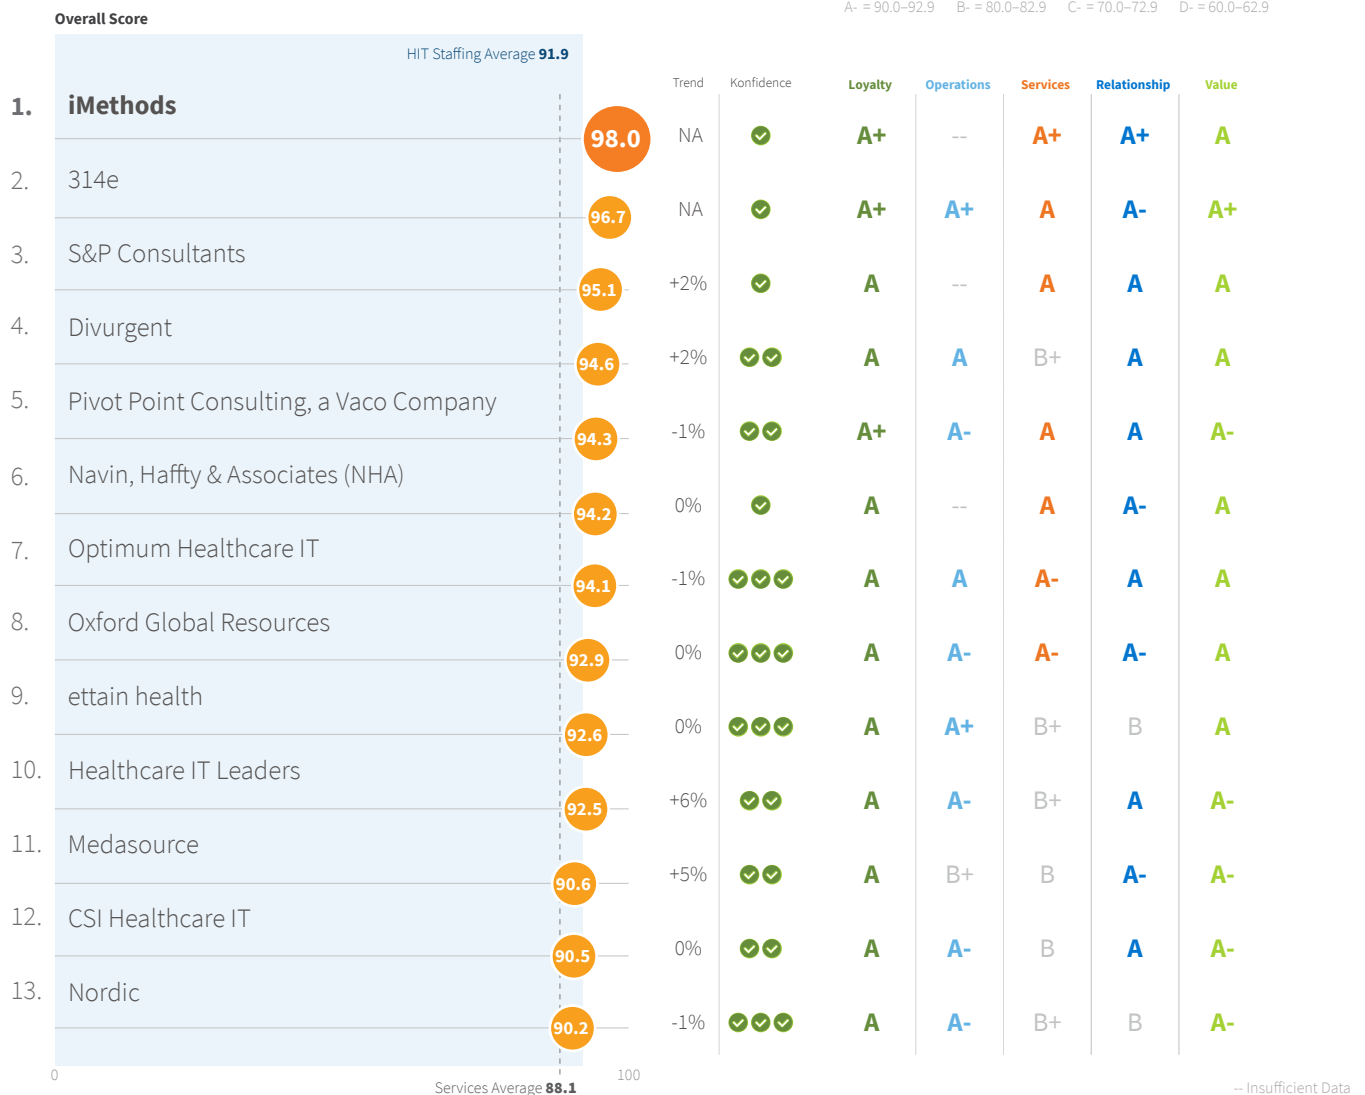 A- = 90.0–92.9 B- = 80.0–82.9 C- = 70.0–72.9 D- = 60.0–62.9
Overall Score
HIT Staffing Average 91.9
Trend Konfidence Loyalty Operations Services Relationship Value
1. iMethods
98.0 NA A+ -- A+ A+ A
2. 314e
96.7 NA A+ A+ A A- A+
3. S&P Consultants
95.1 +2% A -- A A A
4. Divurgent
94.6 +2% A A B+ A A
5. Pivot Point Consulting, a Vaco Company
94.3 -1% A+ A- A A A-
6. Navin, Haffty & Associates (NHA)
94.2 0% A -- A A- A
7. Optimum Healthcare IT
94.1 -1% A A A- A A
8. Oxford Global Resources
92.9 0% A A- A- A- A
9. ettain health
92.6 0% A A+ B+ B A
10. Healthcare IT Leaders
92.5 +6% A A- B+ A A-
11. Medasource
90.6 +5% A B+ B A- A-
12. CSI Healthcare IT
90.5 0% A A- B A A-
13. Nordic
90.2 -1% A A- B+ B A-
0 100
Services Average 88.1
-- Insufficient Data